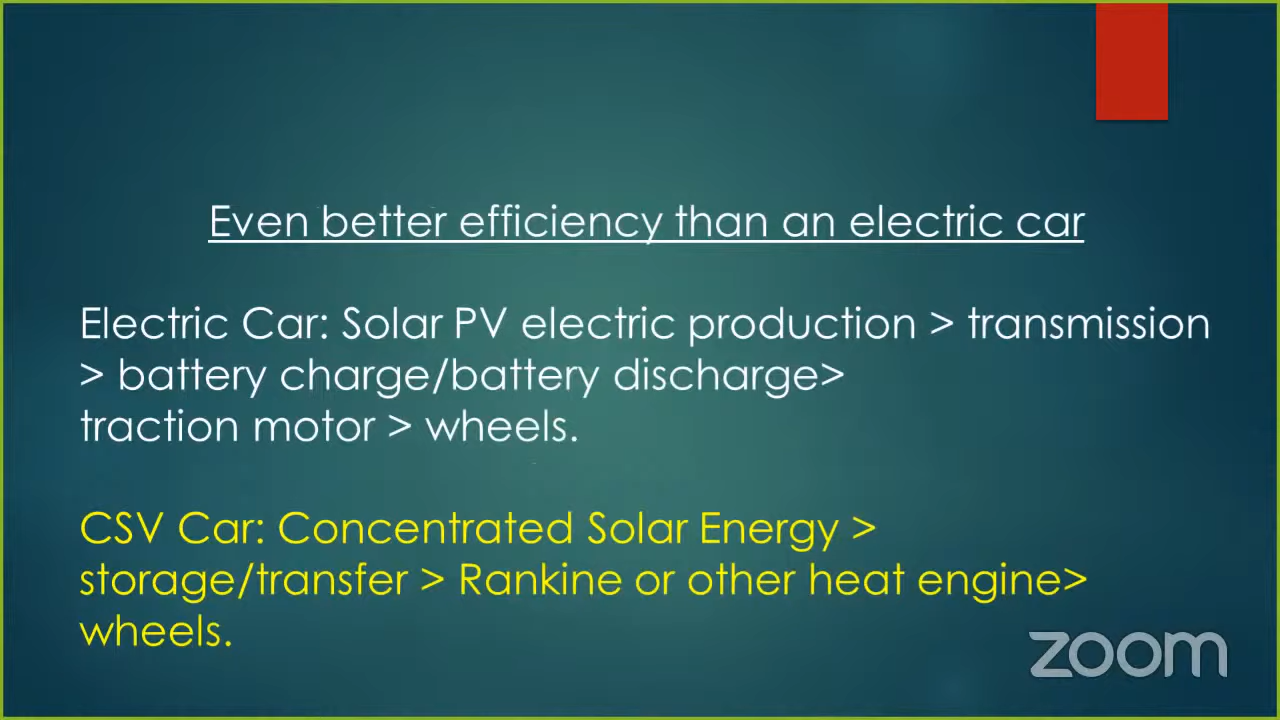 Even better efficiency than an electric car
Electric Car: Solar PV electric production > transmission
> battery charge/battery discharge>
traction motor > wheels.
CSV Car: Concentrated Solar Energy >
storage/transfer > Rankine or other heat engine>
wheels.
zoom